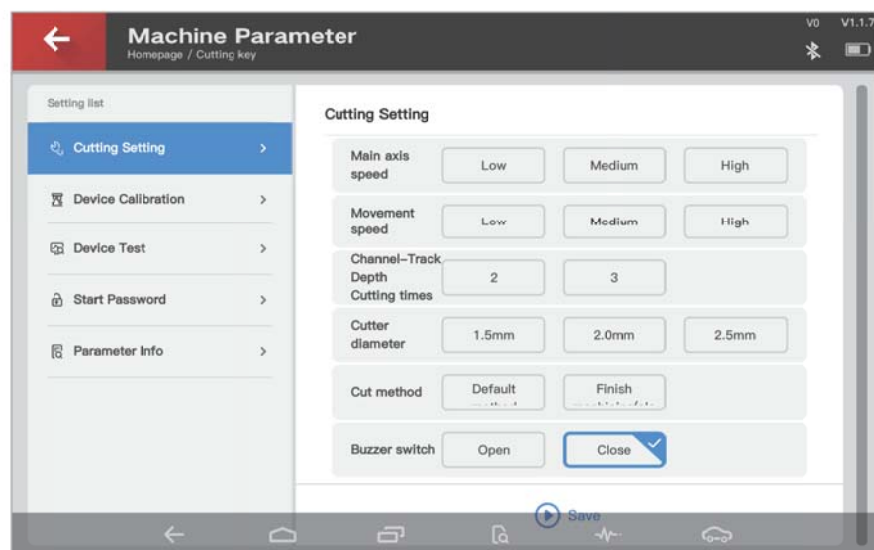 V0 V1.1.7
Machine Parameter
Homepage / Cutting key
Setting list
Cutting Setting
Device Calibration
Device Test
Start Password
Parameter Info
Cutting Setting
Main axis
speed
Low Medium High
Movement
speed
Low Medium High
Channel-Track
Depth
Cutting times
2 3
Cutter
diameter
1.5mm 2.0mm 2.5mm
Cut method
Default
Finish
Buzzer switch
Open Close
Save